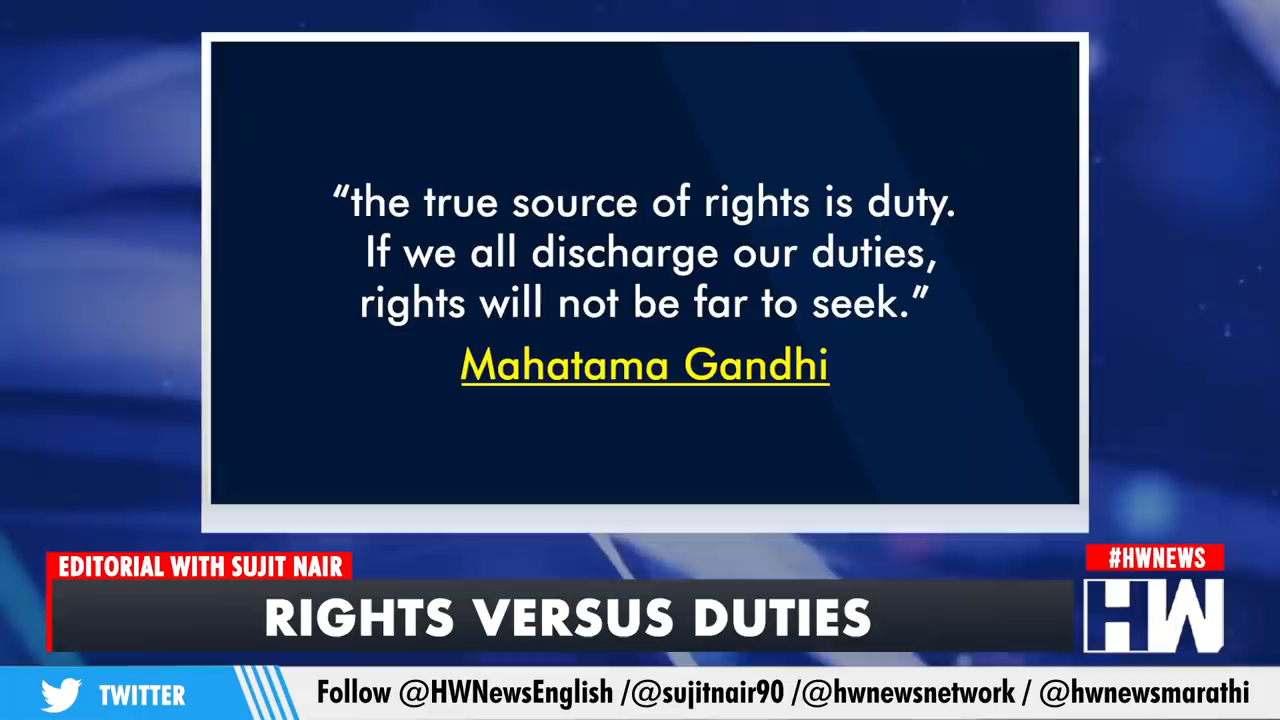 “the true source of rights is duty.
If we all discharge our duties,
rights will not be far to seek.”
Mahatama Gandhi
EDITORIAL WITH SUJIT NAIR
#HWNEWS
RIGHTS VERSUS DUTIES
HW
TWITTER
Follow @HWNewsEnglish /@sujitnair90 /@hwnewsnetwork / @hwnewsmarathi